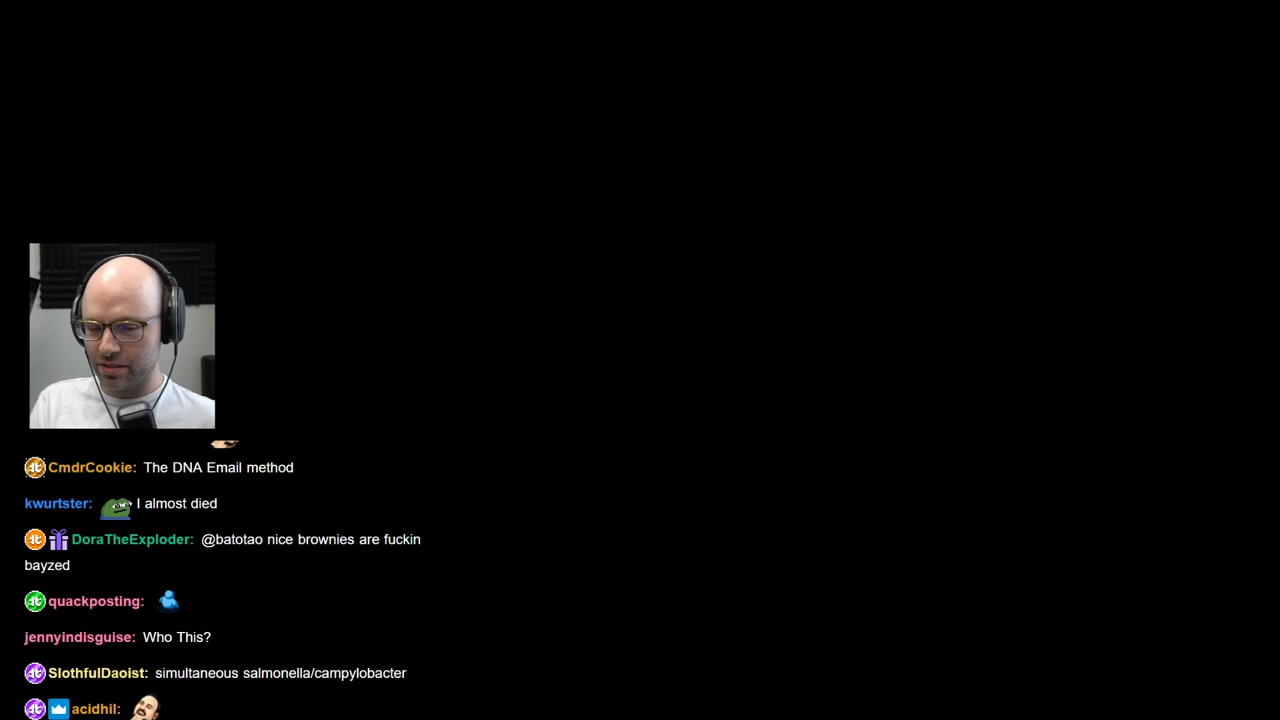 CmdrCookie: The DNA Email method
kwurtster: I almost died
DoraTheExploder: @batotao nice brownies are fuckin
bayzed
quackposting:
jennyindisguise: Who This?
SlothfulDaoist: simultaneous salmonella/campylobacter
acidhil: